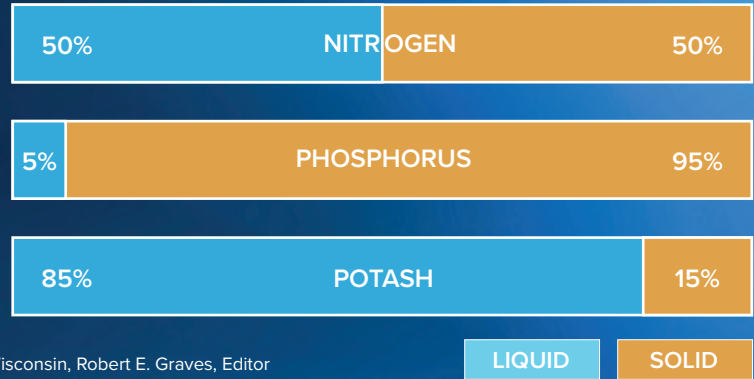 50% NITROGEN 50%
5% PHOSPHORUS 95%
85% POTASH 15%
isconsin, Robert E. Graves, Editor
LIQUID SOLID